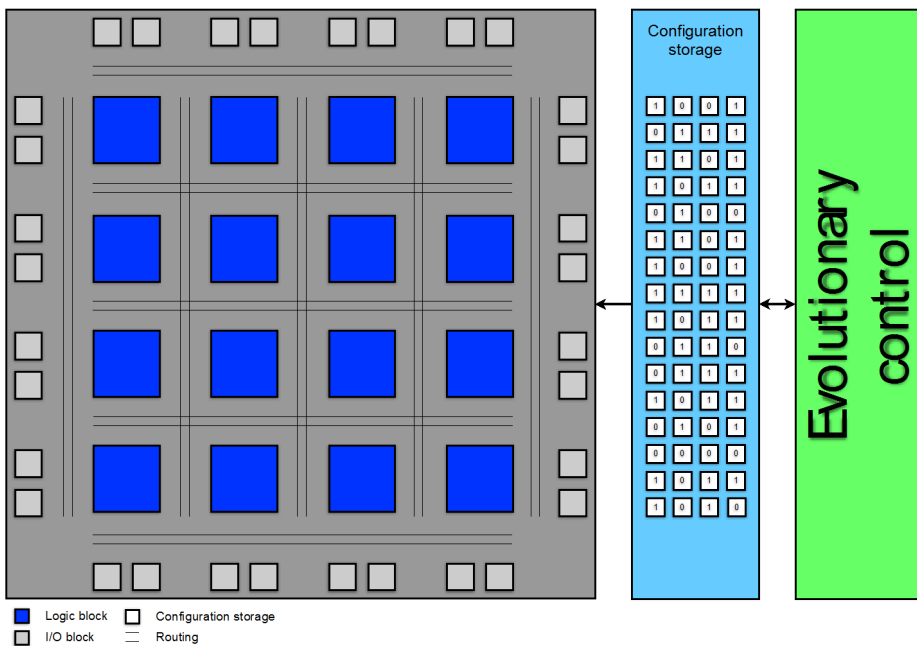 Configuration
storage
1 0 0 1
0 1 1 1
1 1 0 1
1 0 1 1
0 0 1 0
1 1 0 1
1 0 0 1
1 1 1 1
1 0 1 1
0 1 1 0
0 1 1 1
1 0 0 1
0 0 0 1
0 0 0 0
1 0 1 1
1 0 1 0
Evolutionary
control
Logic block
Configuration storage
I/O block
Routing